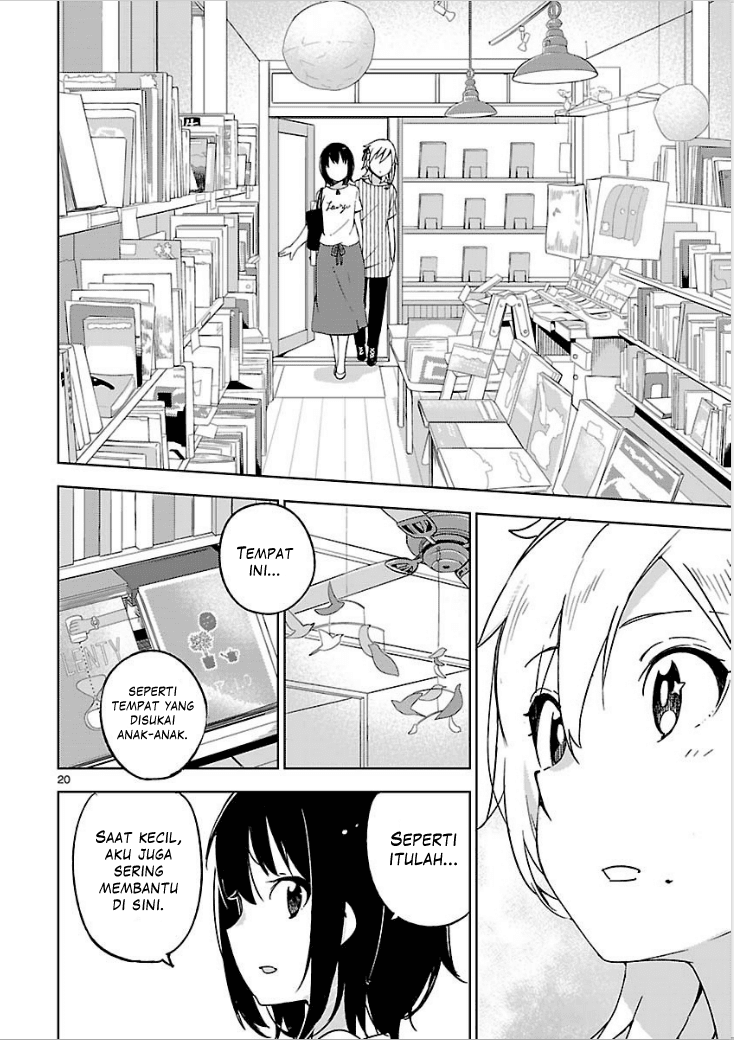 Tempat
ini...
Seperti
tempat yang
disukai
anak-anak.
LENTY
20
Seperti
itulah...
Saat kecil,
aku juga
sering
membantu
di sini.